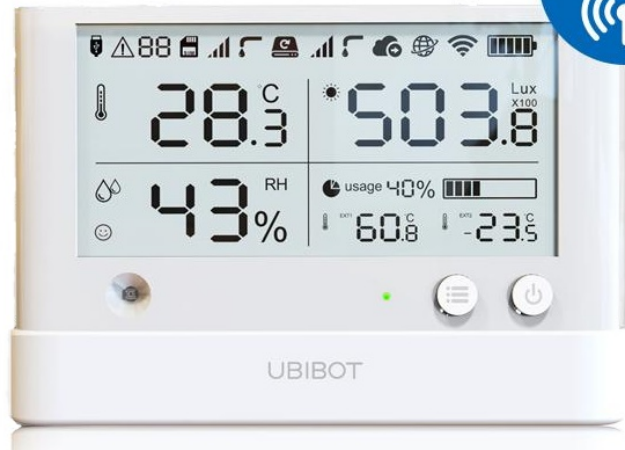 88
28.3 °C
503.8 Lux X100
43% RH
usage 40%
EXT1 60.8 °C
EXT2 -23.5 °C
UBIBOT